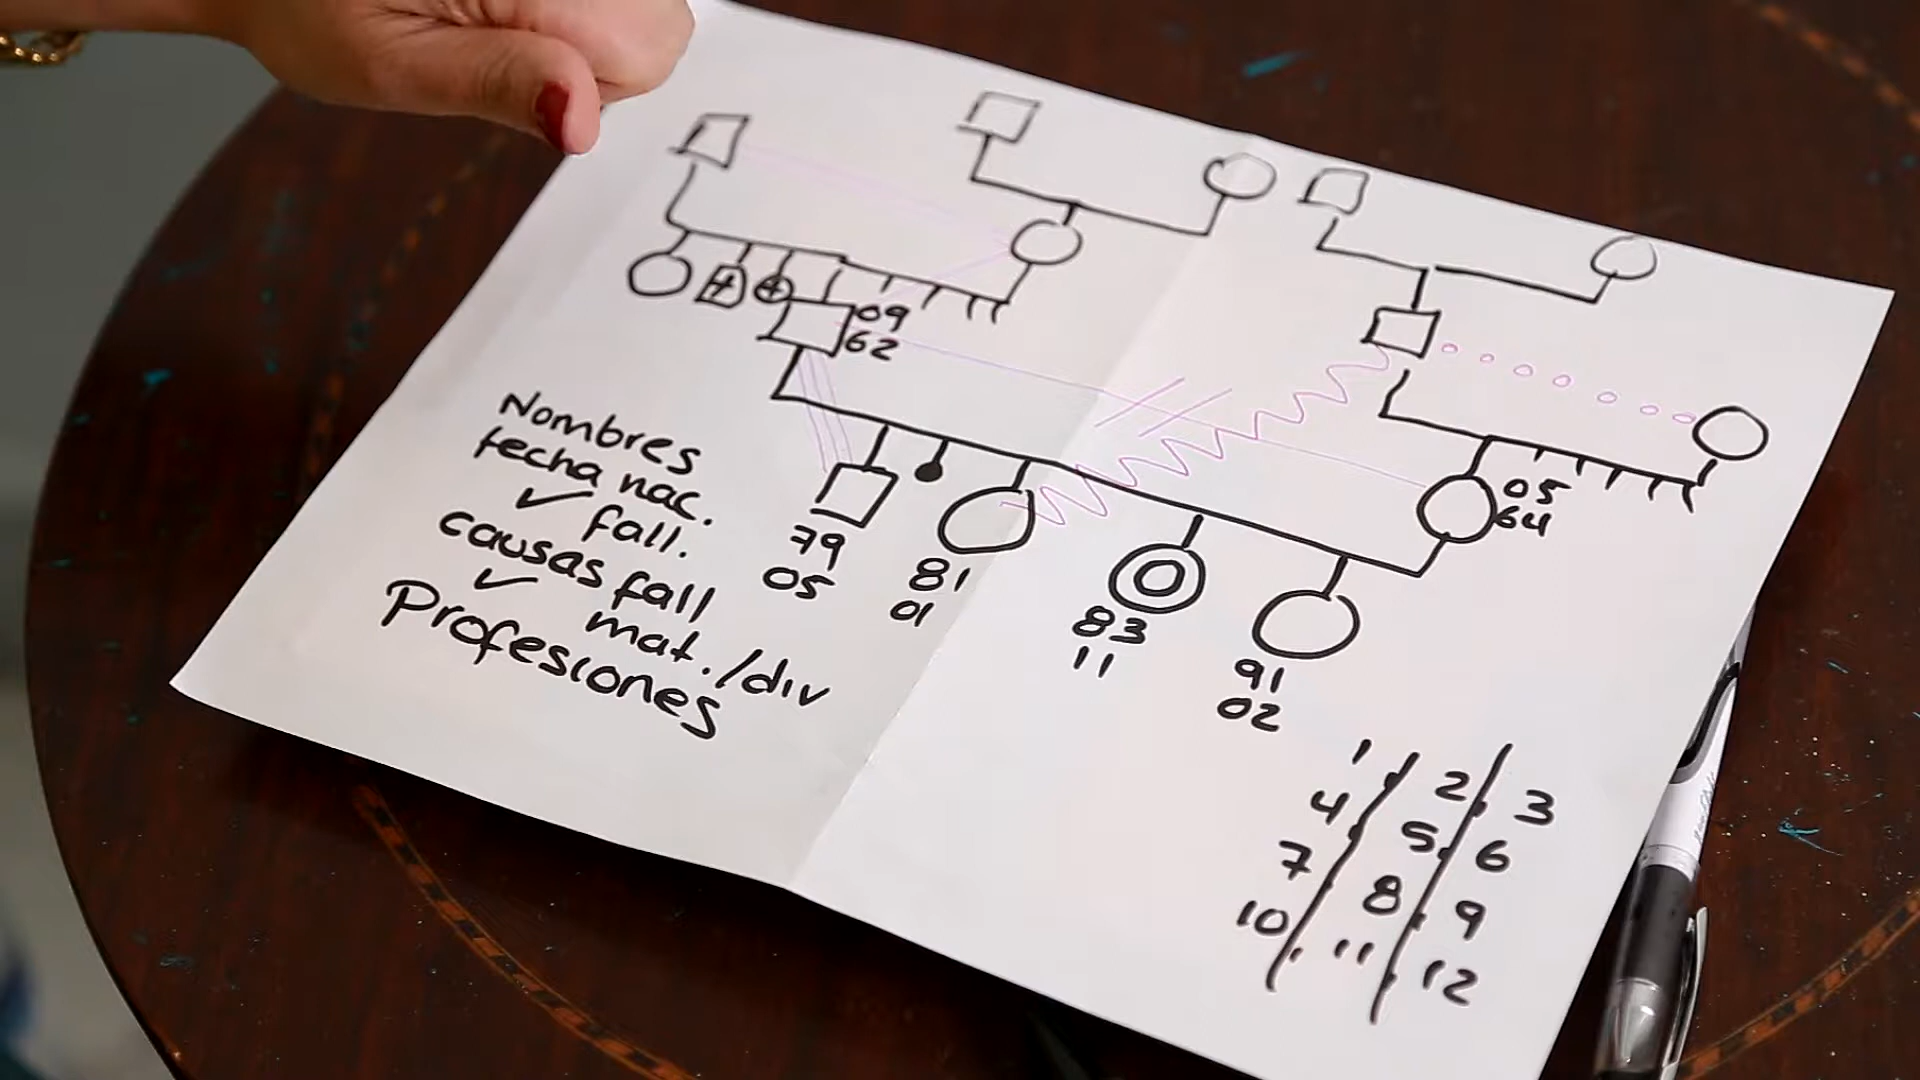 09
62
05
64
Nombres
fecha nac.
✓ fall.
causas fall
✓ mat./div
Profesiones
79
05
81
01
83
11
91
02
1 2 3
4 5 6
7 8 9
10 11 12